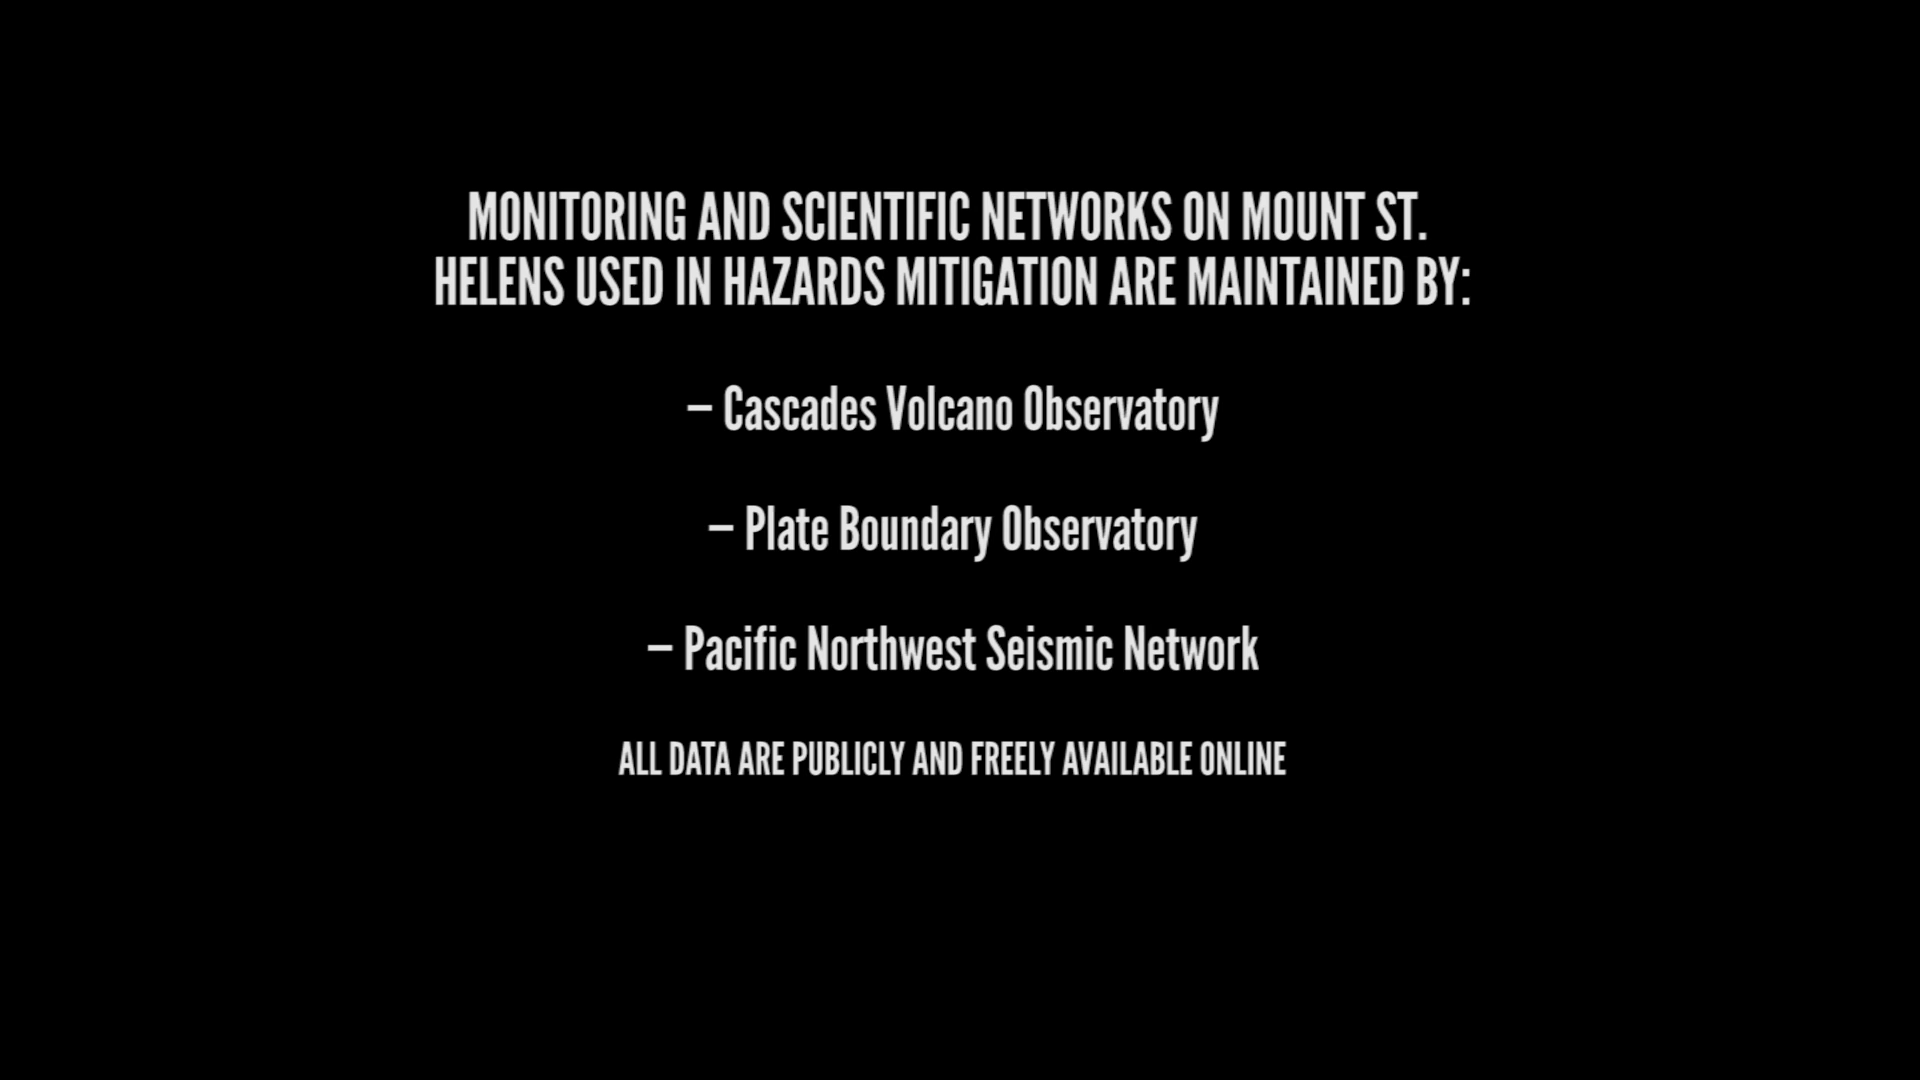 MONITORING AND SCIENTIFIC NETWORKS ON MOUNT ST.
HELENS USED IN HAZARDS MITIGATION ARE MAINTAINED BY:
– Cascades Volcano Observatory
– Plate Boundary Observatory
– Pacific Northwest Seismic Network
ALL DATA ARE PUBLICLY AND FREELY AVAILABLE ONLINE